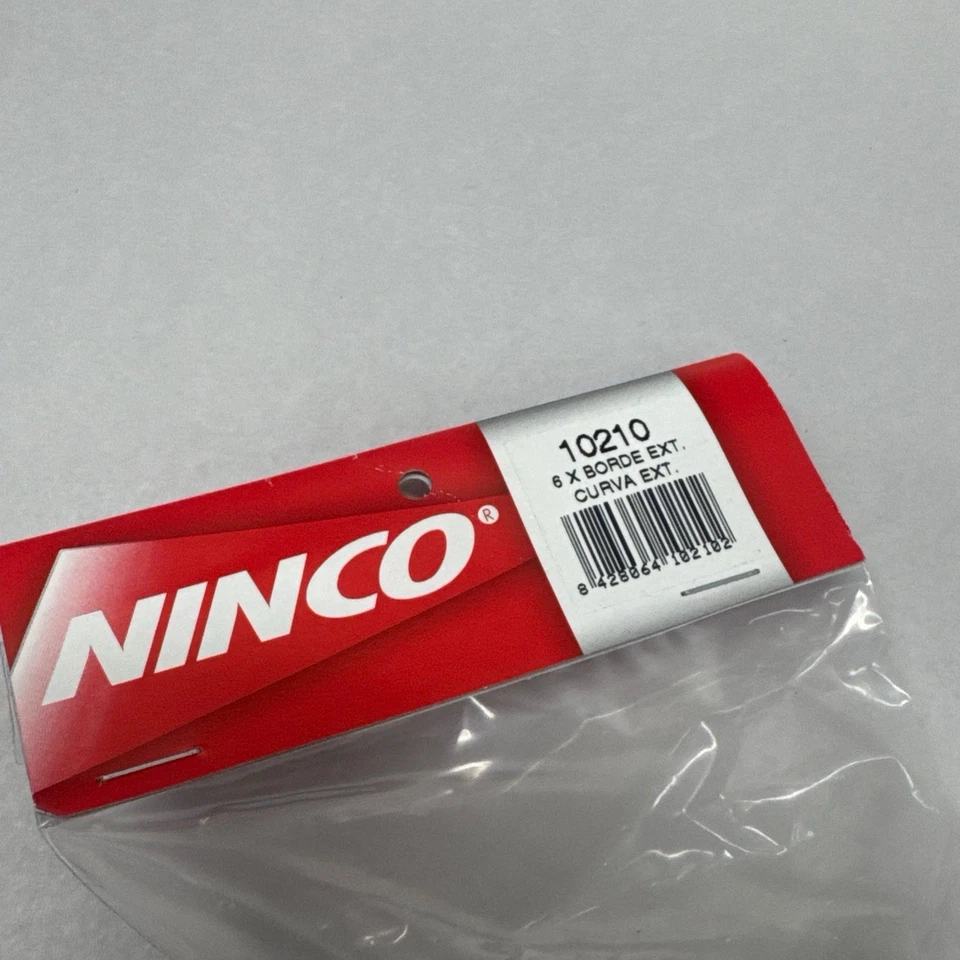 NINCO®
10210
6 X BORDE EXT.
CURVA EXT.
8 428064 102102